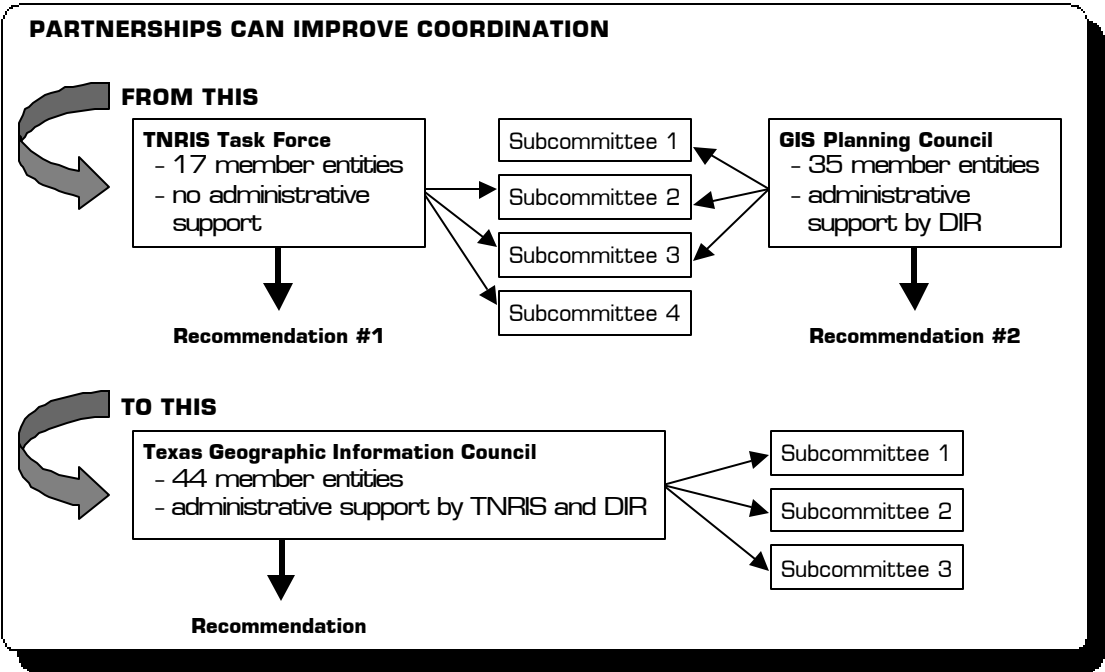 PARTNERSHIPS CAN IMPROVE COORDINATION
FROM THIS
TNRIS Task Force
- 17 member entities
- no administrative
support
Recommendation #1
Subcommittee 1
Subcommittee 2
Subcommittee 3
Subcommittee 4
GIS Planning Council
- 35 member entities
- administrative
support by DIR
Recommendation #2
TO THIS
Texas Geographic Information Council
- 44 member entities
- administrative support by TNRIS and DIR
Recommendation
Subcommittee 1
Subcommittee 2
Subcommittee 3